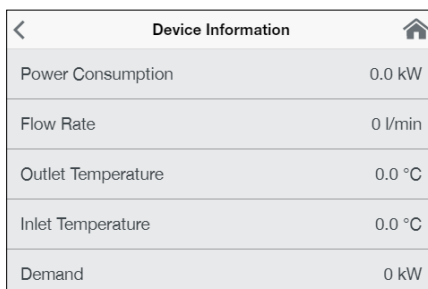 Device Information
Power Consumption 0.0 kW
Flow Rate 0 l/min
Outlet Temperature 0.0 °C
Inlet Temperature 0.0 °C
Demand 0 kW